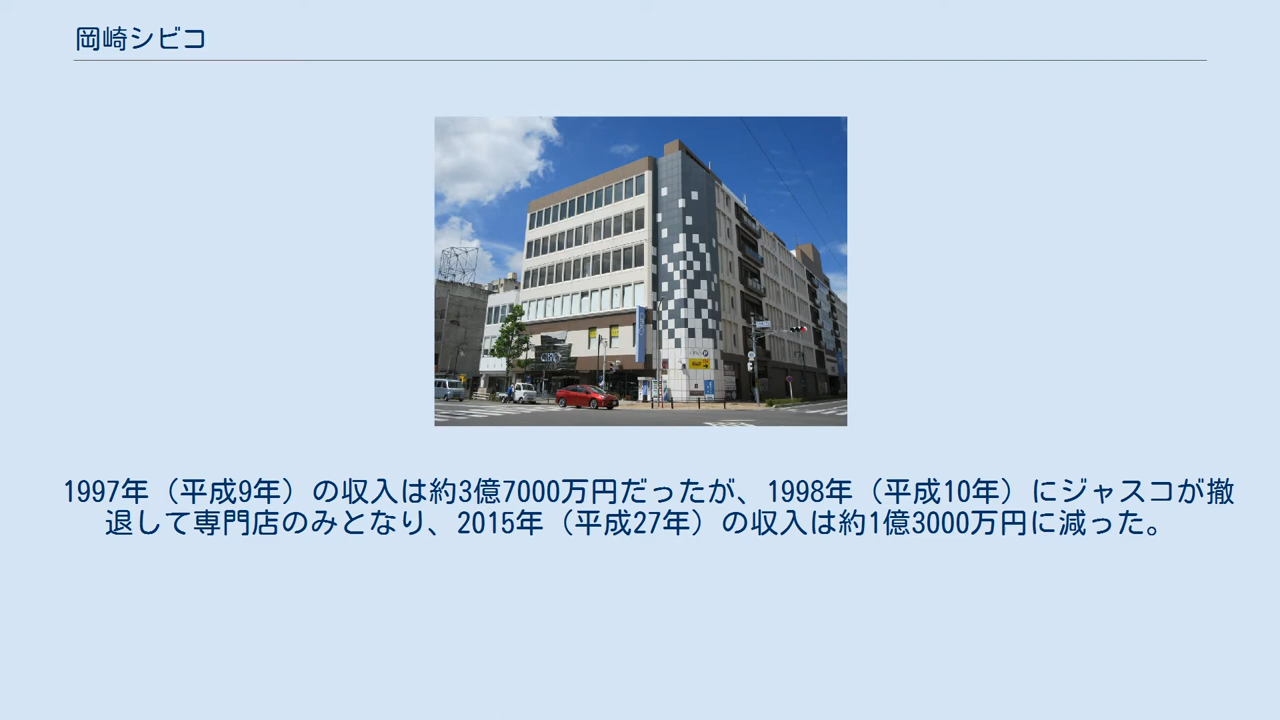 岡崎シビコ
1997年（平成9年）の収入は約3億7000万円だったが、1998年（平成10年）にジャスコが撤
退して専門店のみとなり、2015年（平成27年）の収入は約1億3000万円に減った。